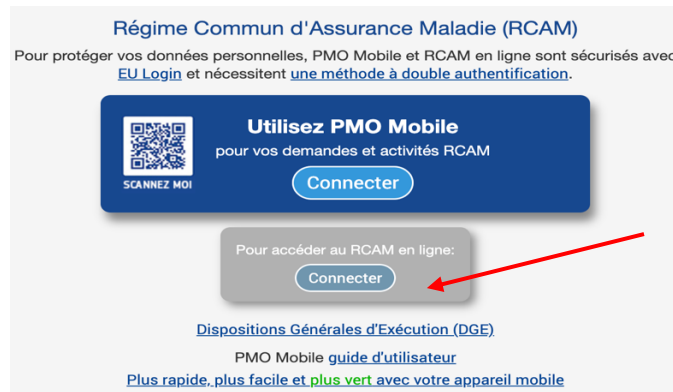 Régime Commun d'Assurance Maladie (RCAM)
Pour protéger vos données personnelles, PMO Mobile et RCAM en ligne sont sécurisés avec
EU Login et nécessitent une méthode à double authentification.
Utilisez PMO Mobile
pour vos demandes et activités RCAM
SCANNEZ MOI
Connecter
Pour accéder au RCAM en ligne:
Connecter
Dispositions Générales d'Exécution (DGE)
PMO Mobile guide d'utilisateur
Plus rapide, plus facile et plus vert avec votre appareil mobile